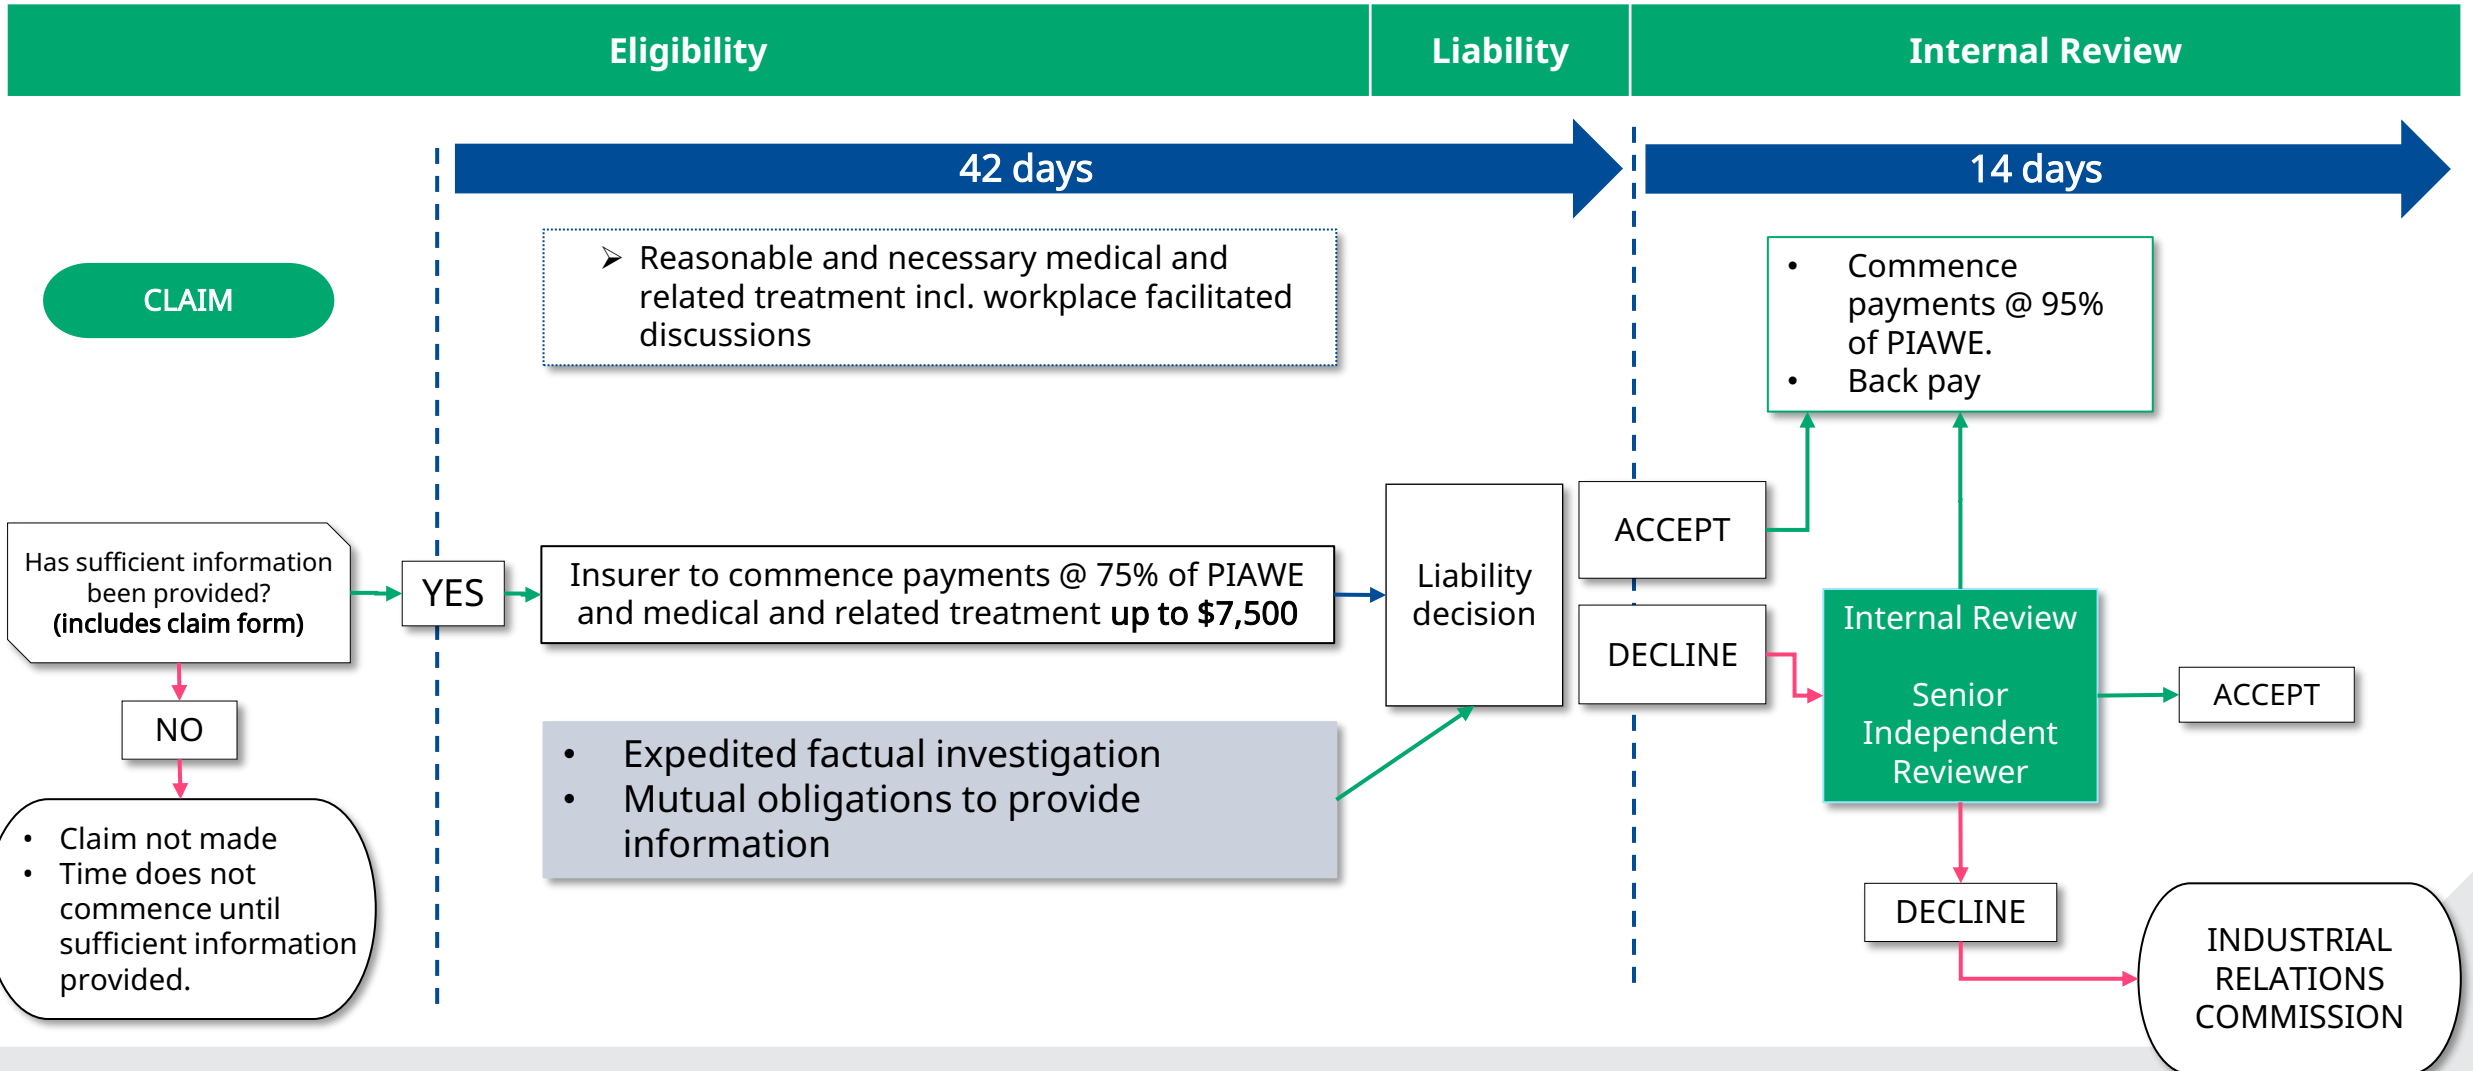 Eligibility
Liability
Internal Review
42 days
14 days
CLAIM
➢ Reasonable and necessary medical and
related treatment incl. workplace facilitated
discussions
• Commence
payments @ 95%
of PIAWE.
• Back pay
Has sufficient information
been provided?
(includes claim form)
YES
Insurer to commence payments @ 75% of PIAWE
and medical and related treatment up to $7,500
Liability
decision
ACCEPT
DECLINE
Internal Review
Senior
Independent
Reviewer
ACCEPT
NO
• Expedited factual investigation
• Mutual obligations to provide
information
• Claim not made
• Time does not
commence until
sufficient information
provided.
DECLINE
INDUSTRIAL
RELATIONS
COMMISSION